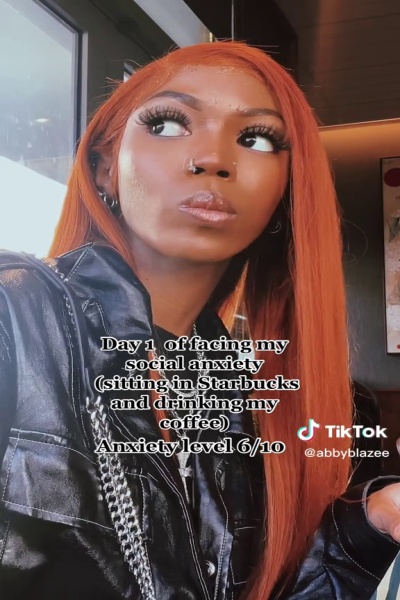 Day 1 of facing my
social anxiety
(sitting in Starbucks
and drinking my
coffee)
Anxiety level 6/10
TikTok
@abbyblazee